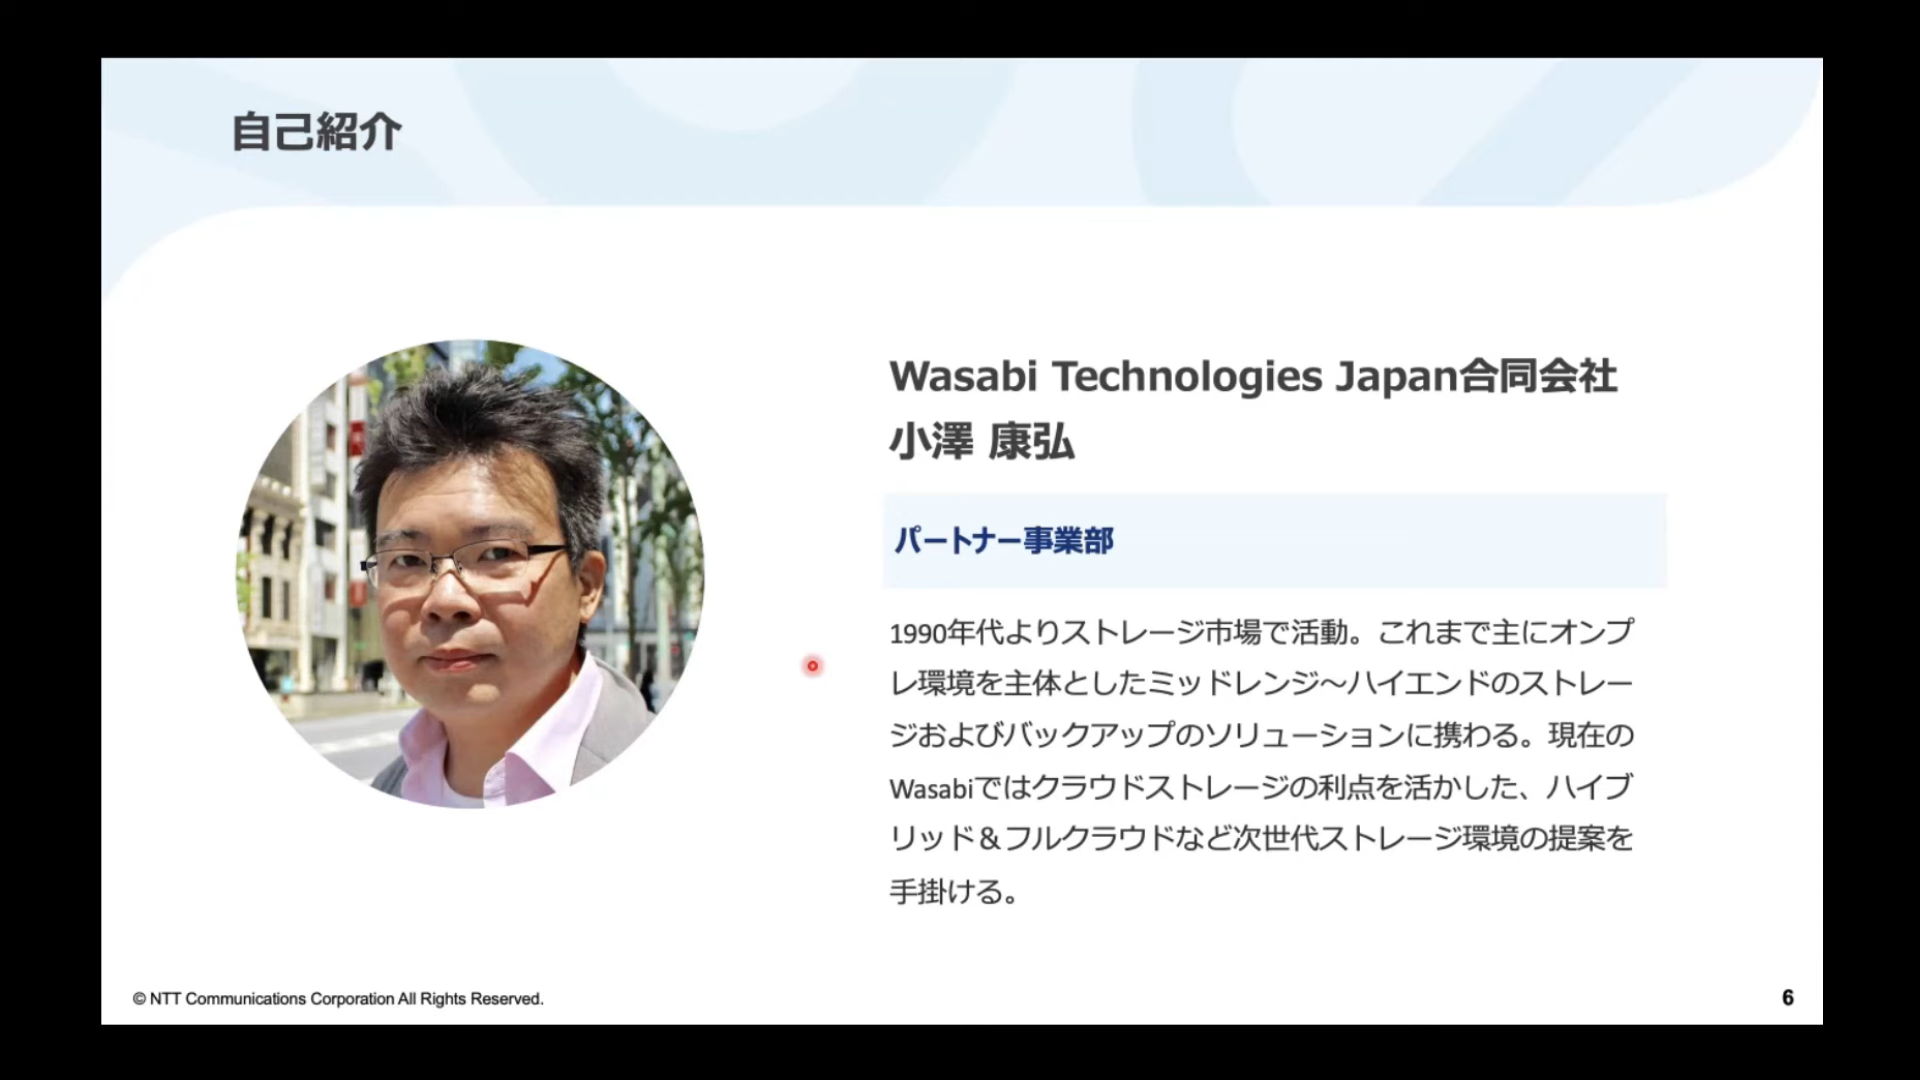 自己紹介
Wasabi Technologies Japan合同会社
小澤 康弘
パートナー事業部
1990年代よりストレージ市場で活動。これまで主にオンプ
レ環境を主体としたミッドレンジ～ハイエンドのストレー
ジおよびバックアップのソリューションに携わる。現在の
Wasabiではクラウドストレージの利点を活かした、ハイブ
リッド＆フルクラウドなど次世代ストレージ環境の提案を
手掛ける。
© NTT Communications Corporation All Rights Reserved.
6